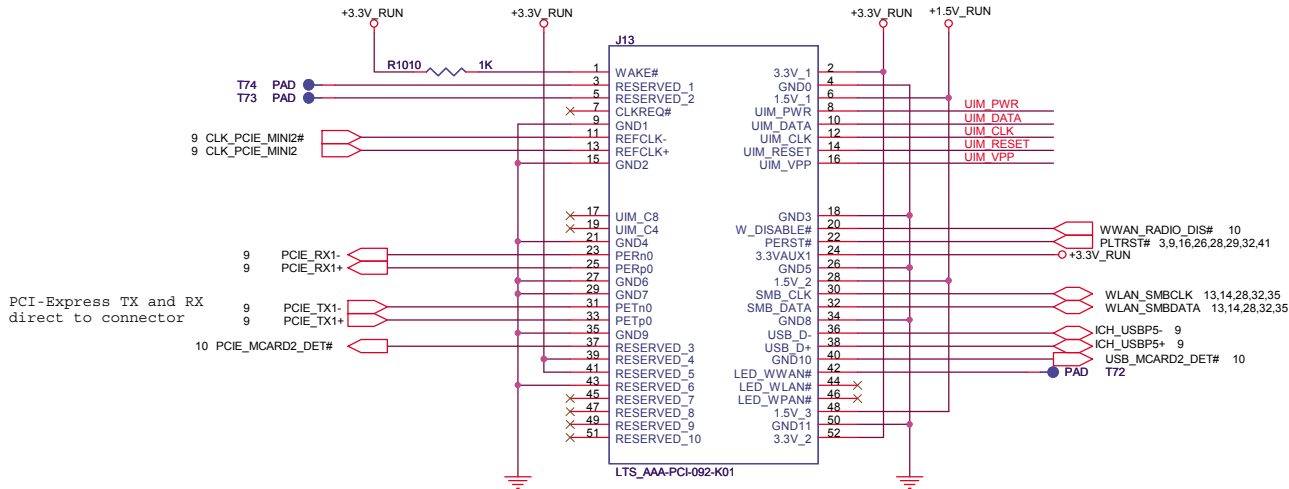 +3.3V_RUN +3.3V_RUN +3.3V_RUN +1.5V_RUN
J13
R1010 1K 1 WAKE# 3.3V_1 2
T74 PAD 3 RESERVED_1 GND0 4
T73 PAD 5 RESERVED_2 1.5V_1 6
7 CLKREQ# UIM_PWR 8 UIM_PWR
9 GND1 UIM_DATA 10 UIM_DATA
9 CLK_PCIE_MINI2# 11 REFCLK- UIM_CLK 12 UIM_CLK
9 CLK_PCIE_MINI2 13 REFCLK+ UIM_RESET 14 UIM_RESET
15 GND2 UIM_VPP 16 UIM_VPP
17 UIM_C8 GND3 18
19 UIM_C4 W_DISABLE# 20 WWAN_RADIO_DIS# 10
21 GND4 PERST# 22 PLTRST# 3,9,16,26,28,29,32,41
9 PCIE_RX1- 23 PERn0 3.3VAUX1 24 +3.3V_RUN
9 PCIE_RX1+ 25 PERp0 GND5 26
27 GND6 1.5V_2 28
29 GND7 SMB_CLK 30 WLAN_SMBCLK 13,14,28,32,35
PCI-Express TX and RX
direct to connector
9 PCIE_TX1- 31 PETn0 SMB_DATA 32 WLAN_SMBDATA 13,14,28,32,35
9 PCIE_TX1+ 33 PETp0 GND8 34
35 GND9 USB_D- 36 ICH_USBP5- 9
10 PCIE_MCARD2_DET# 37 RESERVED_3 USB_D+ 38 ICH_USBP5+ 9
39 RESERVED_4 GND10 40 USB_MCARD2_DET# 10
41 RESERVED_5 LED_WWAN# 42 PAD T72
43 RESERVED_6 LED_WLAN# 44
45 RESERVED_7 LED_WPAN# 46
47 RESERVED_8 1.5V_3 48
49 RESERVED_9 GND11 50
51 RESERVED_10 3.3V_2 52
LTS_AAA-PCI-092-K01